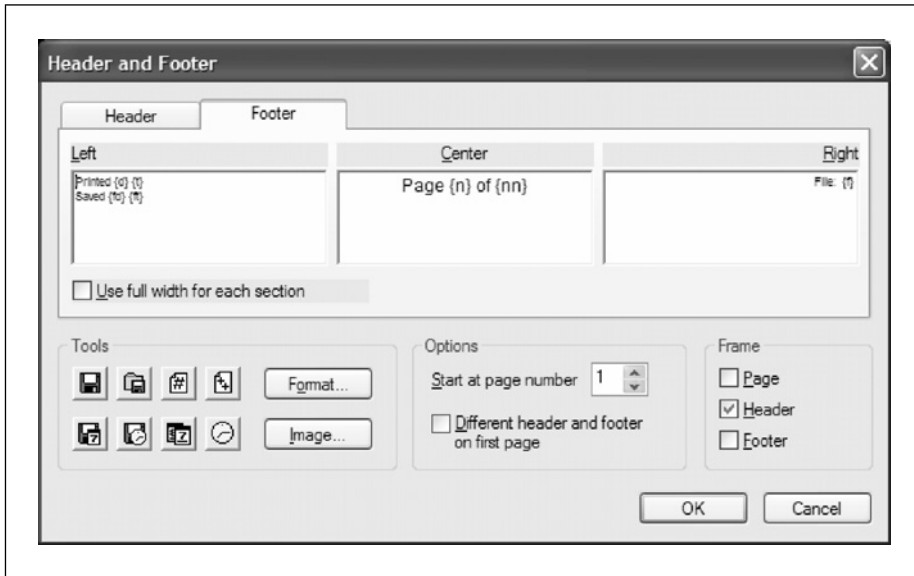 Header and Footer
Header Footer
Left Center Right
Printed {d} {t}
Saved {fd} {ft}
Page {n} of {nn}
File: {f}
Use full width for each section
Tools
Format...
Image...
Options
Start at page number 1
Different header and footer
on first page
Frame
Page
Header
Footer
OK Cancel